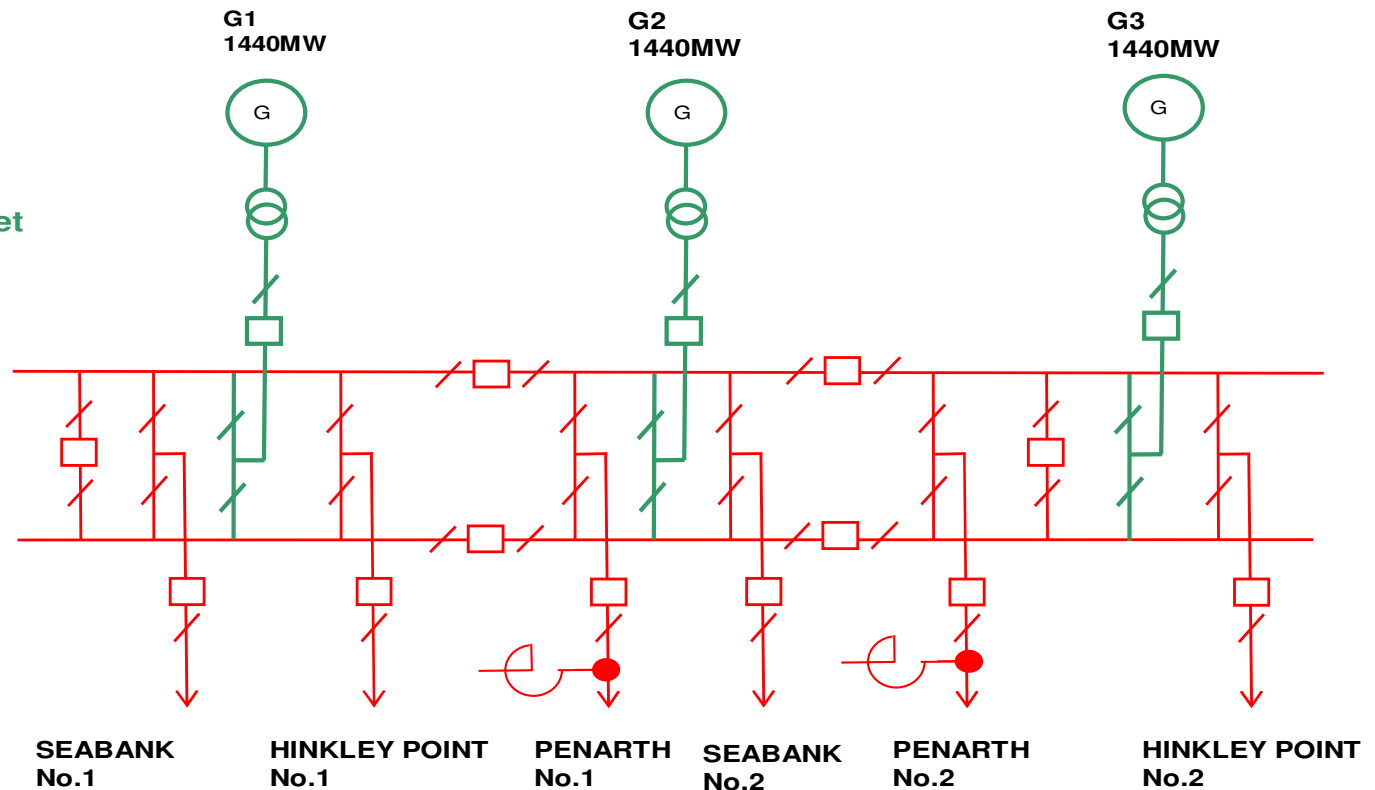 G1
1440MW
G2
1440MW
G3
1440MW
G
G
G
et
SEABANK
No.1
HINKLEY POINT
No.1
PENARTH
No.1
SEABANK
No.2
PENARTH
No.2
HINKLEY POINT
No.2